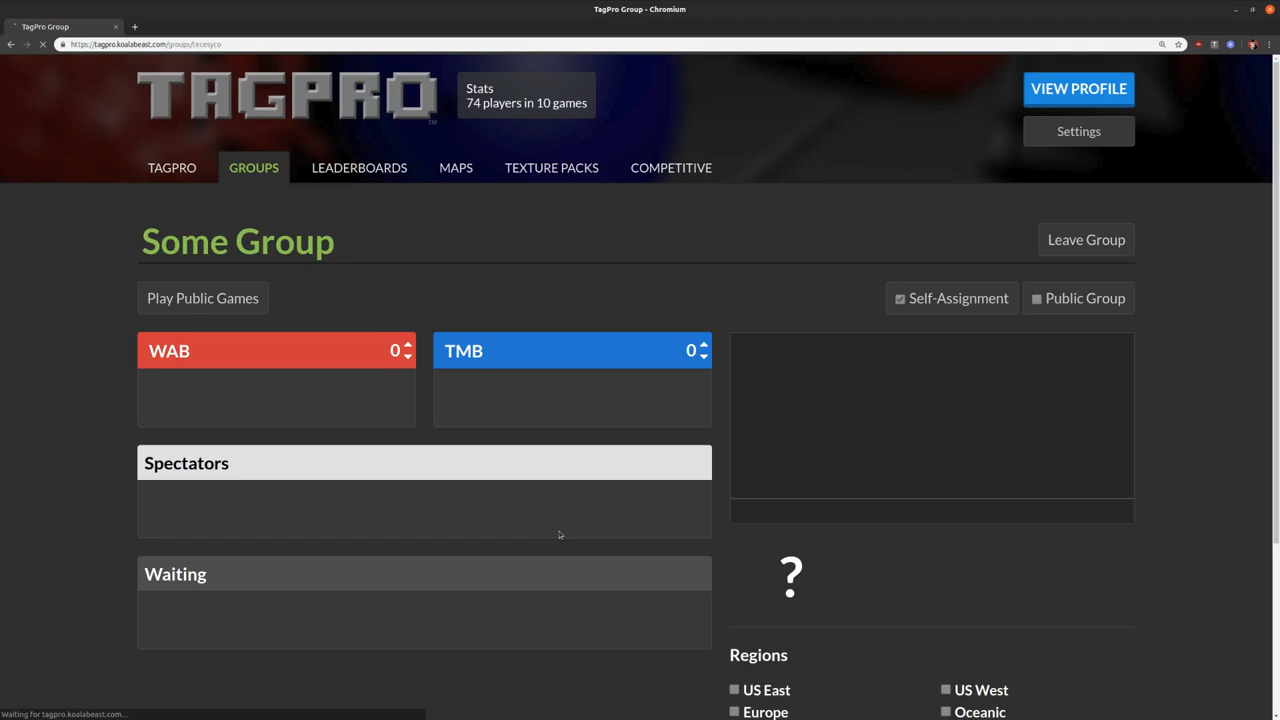 TagPro Group - Chromium
TagPro Group
https://tagpro.koalabeast.com/groups/tecesyco
TAGPRO™
Stats
74 players in 10 games
VIEW PROFILE
Settings
TAGPRO GROUPS LEADERBOARDS MAPS TEXTURE PACKS COMPETITIVE
Some Group
Leave Group
Play Public Games
Self-Assignment
Public Group
WAB 0
TMB 0
Spectators
Waiting
?
Regions
US East
US West
Europe
Oceanic
Waiting for tagpro.koalabeast.com...